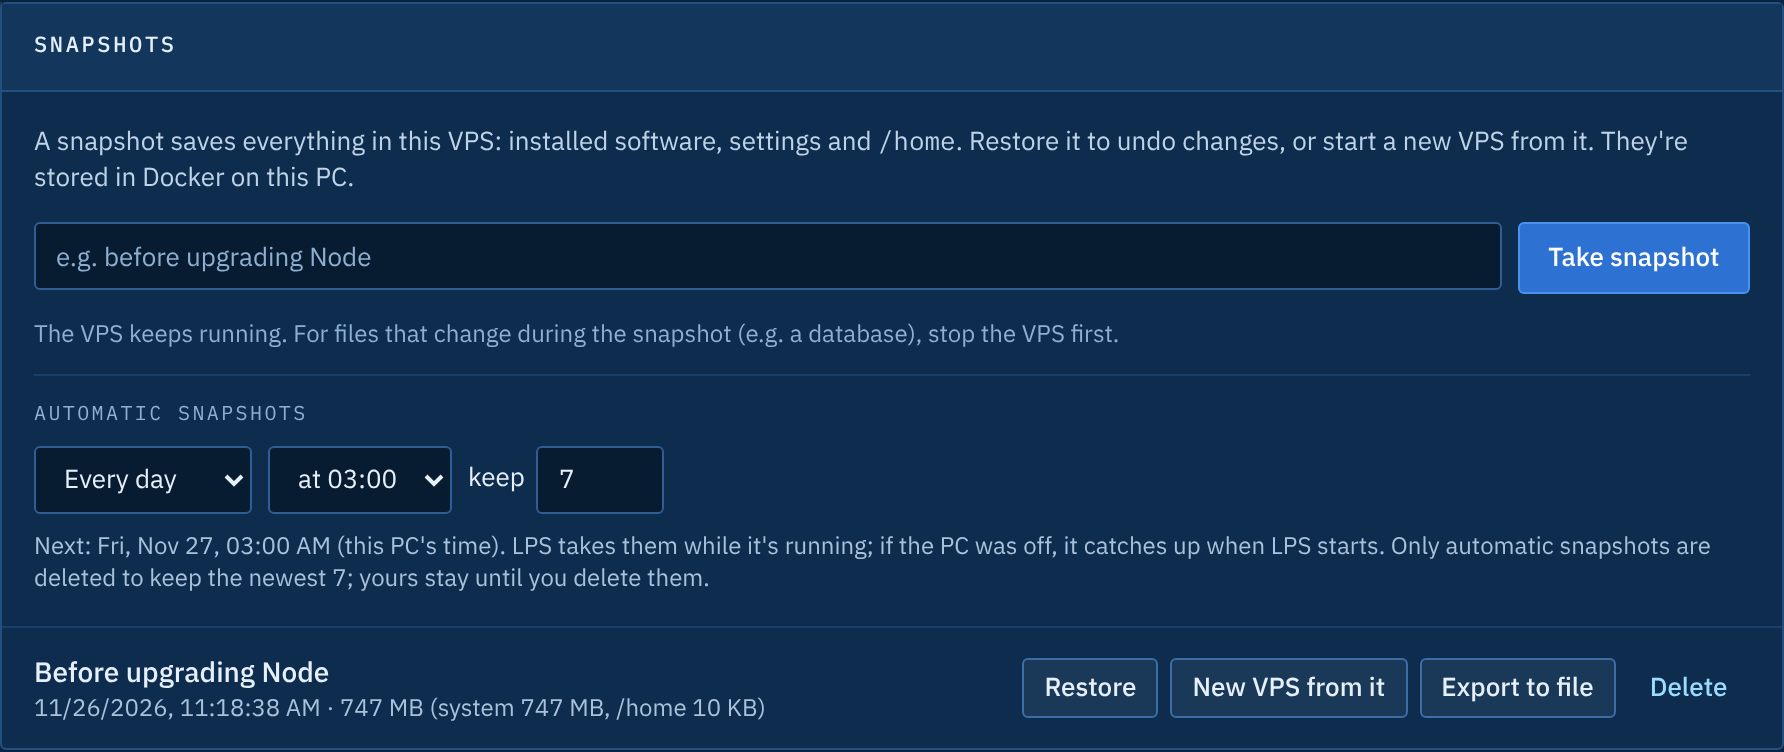 SNAPSHOTS
A snapshot saves everything in this VPS: installed software, settings and /home. Restore it to undo changes, or start a new VPS from it. They're
stored in Docker on this PC.
e.g. before upgrading Node
Take snapshot
The VPS keeps running. For files that change during the snapshot (e.g. a database), stop the VPS first.
AUTOMATIC SNAPSHOTS
Every day at 03:00 keep 7
Next: Fri, Nov 27, 03:00 AM (this PC's time). LPS takes them while it's running; if the PC was off, it catches up when LPS starts. Only automatic snapshots are
deleted to keep the newest 7; yours stay until you delete them.
Before upgrading Node
11/26/2026, 11:18:38 AM · 747 MB (system 747 MB, /home 10 KB)
Restore New VPS from it Export to file Delete